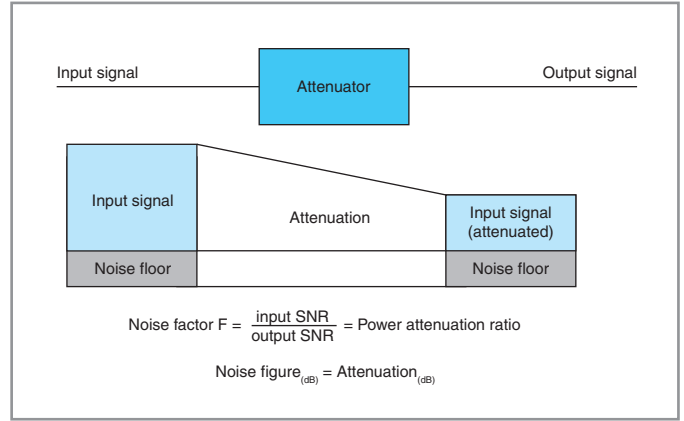 Input signal
Attenuator
Output signal
Input signal
Attenuation
Input signal
(attenuated)
Noise floor
Noise floor
Noise factor F = input SNR / output SNR = Power attenuation ratio
Noise figure(dB) = Attenuation(dB)